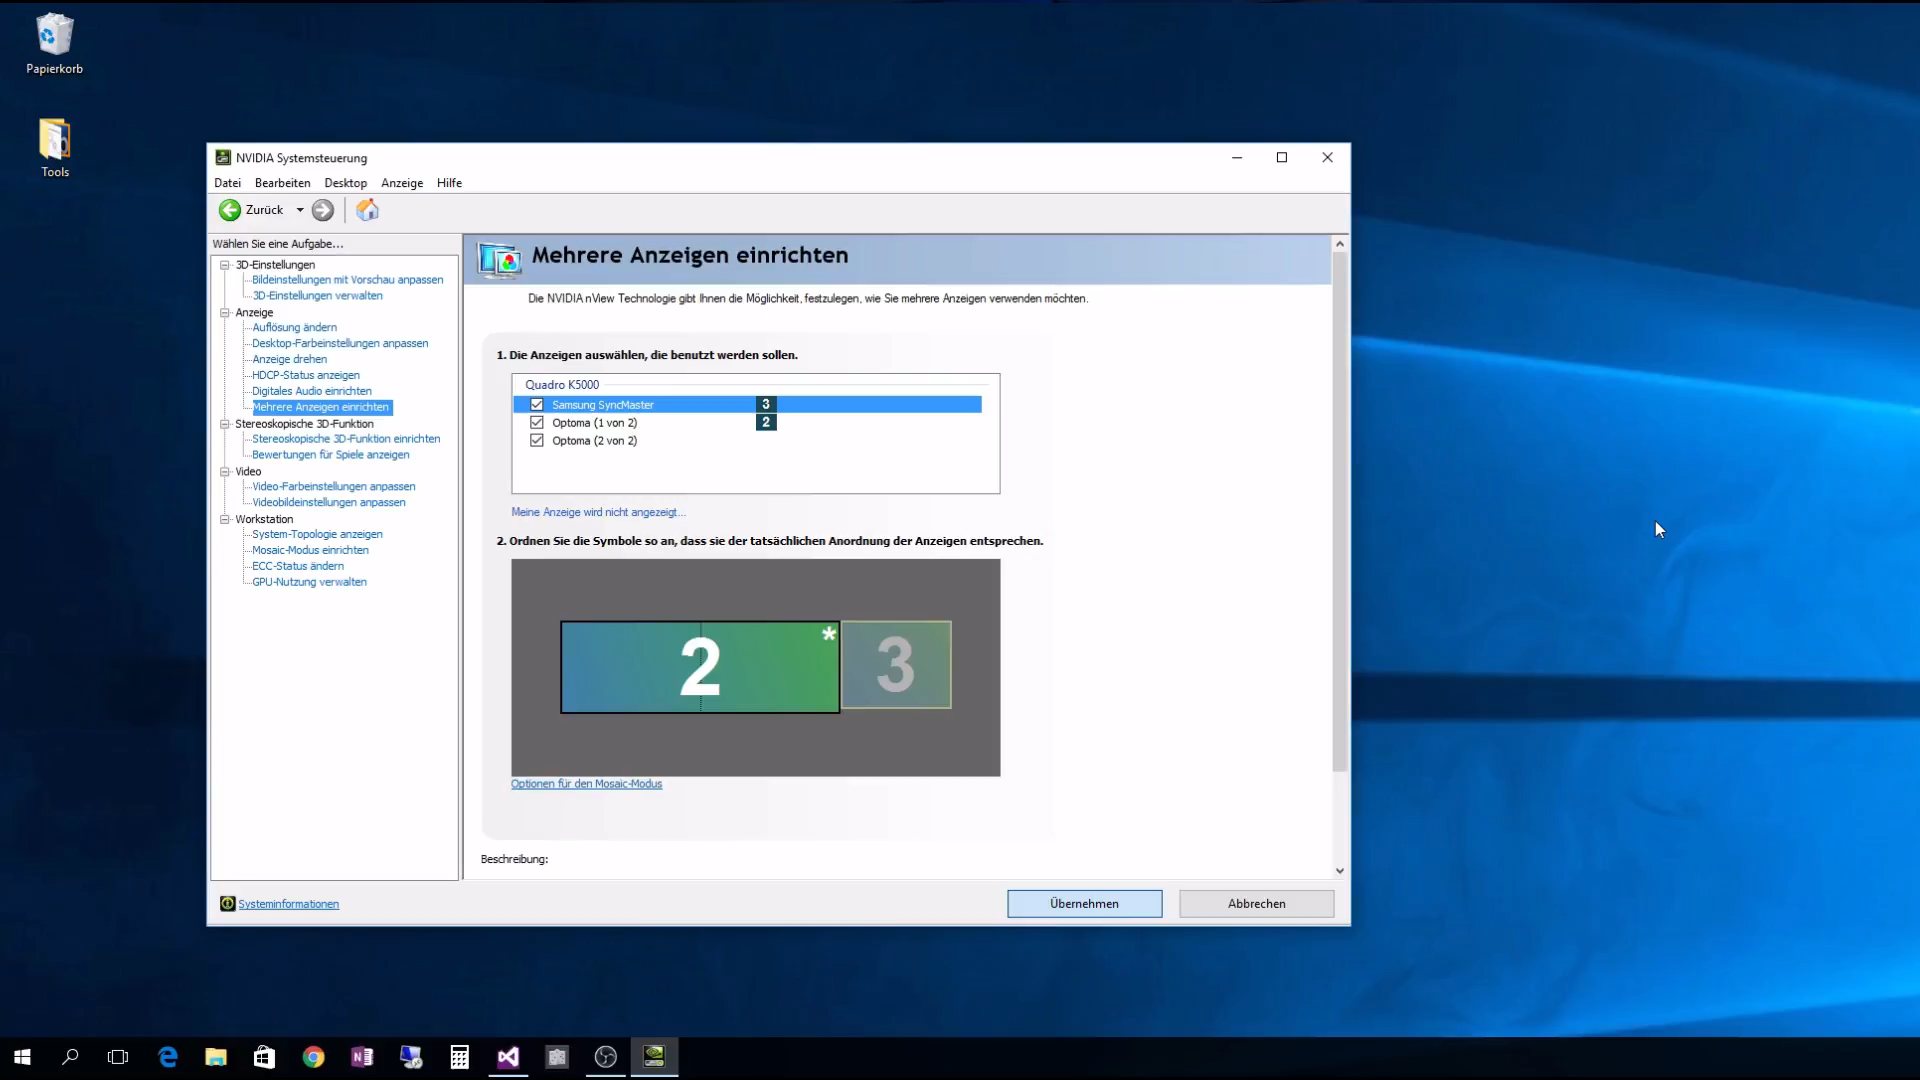 Papierkorb
Tools
NVIDIA Systemsteuerung
Datei Bearbeiten Desktop Anzeige Hilfe
Zurück
Wählen Sie eine Aufgabe...
3D-Einstellungen
Bildeinstellungen mit Vorschau anpassen
3D-Einstellungen verwalten
Anzeige
Auflösung ändern
Desktop-Farbeinstellungen anpassen
Anzeige drehen
HDCP-Status anzeigen
Digitales Audio einrichten
Mehrere Anzeigen einrichten
Stereoskopische 3D-Funktion
Stereoskopische 3D-Funktion einrichten
Bewertungen für Spiele anzeigen
Video
Video-Farbeinstellungen anpassen
Videobildeinstellungen anpassen
Workstation
System-Topologie anzeigen
Mosaic-Modus einrichten
ECC-Status ändern
GPU-Nutzung verwalten
Systeminformationen
Mehrere Anzeigen einrichten
Die NVIDIA nView Technologie gibt Ihnen die Möglichkeit, festzulegen, wie Sie mehrere Anzeigen verwenden möchten.
1. Die Anzeigen auswählen, die benutzt werden sollen.
Quadro K5000
Samsung SyncMaster 3
Optoma (1 von 2) 2
Optoma (2 von 2)
Meine Anzeige wird nicht angezeigt...
2. Ordnen Sie die Symbole so an, dass sie der tatsächlichen Anordnung der Anzeigen entsprechen.
2 * 3
Optionen für den Mosaic-Modus
Beschreibung:
Übernehmen Abbrechen